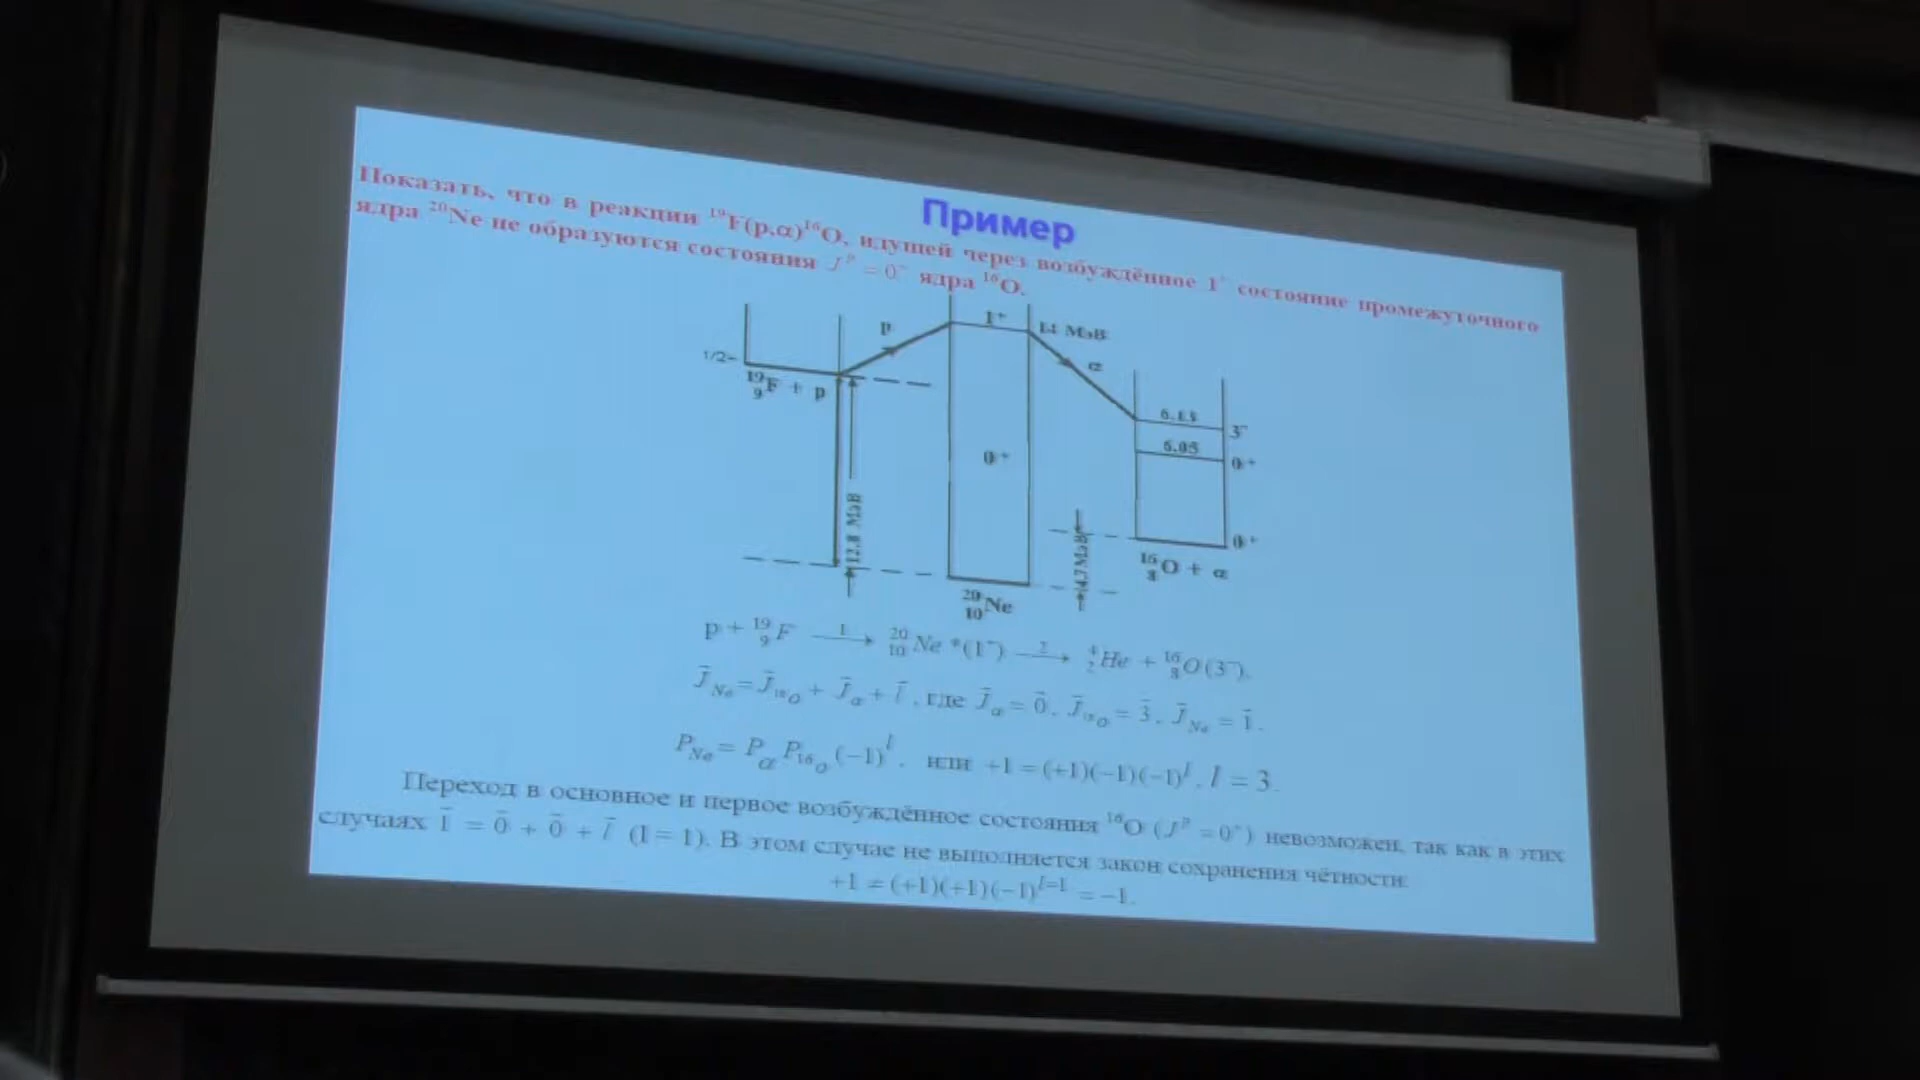 Пример
Показать, что в реакции ¹⁹F(p,α)¹⁶O, идущей через возбуждённое 1⁺ состояние промежуточного
ядра ²⁰Ne не образуются состояния J^P = 0⁺ ядра ¹⁶O.
p
1⁺
14 МэВ
α
1/2-
¹⁹₉F + p
6.13
3⁻
6.05
0⁺
0⁺
12,8 МэВ
4,7 МэВ
0⁺
¹⁶₈O + α
²⁰₁₀Ne
p + ¹⁹₉F —1→ ²⁰₁₀Ne*(1⁺) —2→ ⁴₂He + ¹⁶₈O(3⁻).
J⃗_Ne = J⃗_¹⁶O + J⃗_α + l⃗, где J⃗_α = 0⃗, J⃗_¹⁶O = 3⃗, J⃗_Ne = 1⃗.
P_Ne = P_α P_¹⁶O (−1)^l, или +1 = (+1)(−1)(−1)^l, l = 3.
Переход в основное и первое возбуждённое состояния ¹⁶O (J^P = 0⁺) невозможен, так как в этих
случаях 1⃗ = 0⃗ + 0⃗ + l⃗ (l = 1). В этом случае не выполняется закон сохранения чётности:
+1 ≠ (+1)(+1)(−1)^{l=1} = −1.